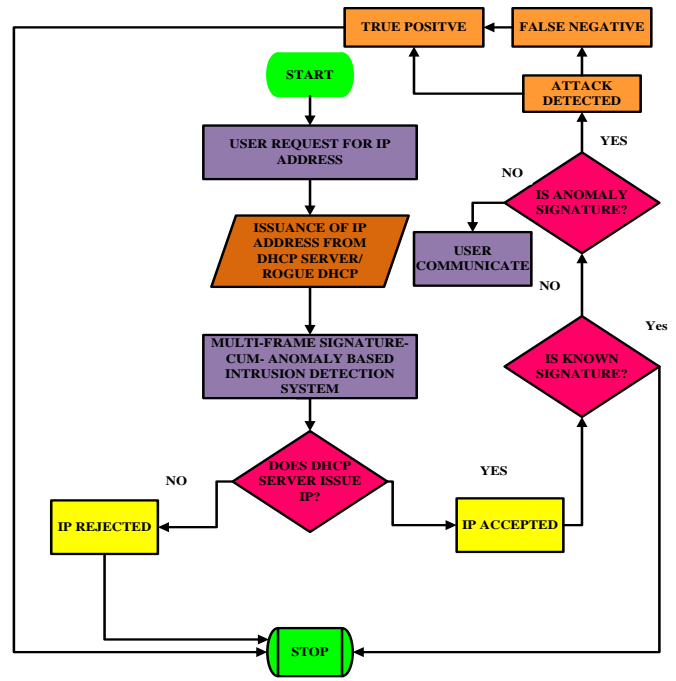 TRUE POSITVE
FALSE NEGATIVE
START
ATTACK
DETECTED
USER REQUEST FOR IP
ADDRESS
YES
NO
IS ANOMALY
SIGNATURE?
ISSUANCE OF IP
ADDRESS FROM
DHCP SERVER/
ROGUE DHCP
USER
COMMUNICATE
NO
Yes
MULTI-FRAME SIGNATURE-
CUM- ANOMALY BASED
INTRUSION DETECTION
SYSTEM
IS KNOWN
SIGNATURE?
DOES DHCP
SERVER ISSUE
IP?
NO
YES
IP REJECTED
IP ACCEPTED
STOP